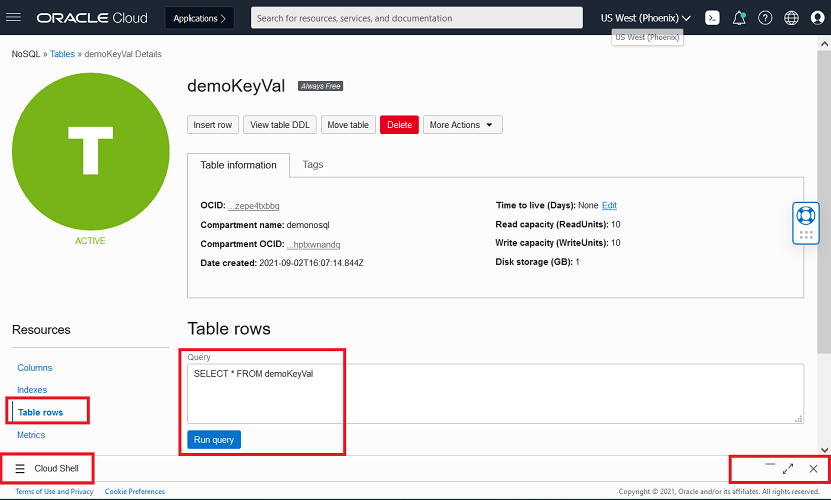 ORACLE Cloud
Applications
Search for resources, services, and documentation
US West (Phoenix)
US West (Phoenix)
NoSQL » Tables » demoKeyVal Details
T
ACTIVE
demoKeyVal
Always Free
Insert row
View table DDL
Move table
Delete
More Actions
Table information
Tags
OCID: ...zepe4txbbq
Compartment name: demonosql
Compartment OCID: ...hptxwnandq
Date created: 2021-09-02T16:07:14.844Z
Time to live (Days): None Edit
Read capacity (ReadUnits): 10
Write capacity (WriteUnits): 10
Disk storage (GB): 1
Resources
Columns
Indexes
Table rows
Metrics
Table rows
Query
SELECT * FROM demoKeyVal
Run query
Cloud Shell
Terms of Use and Privacy
Cookie Preferences
Copyright © 2021, Oracle and/or its affiliates. All rights reserved.